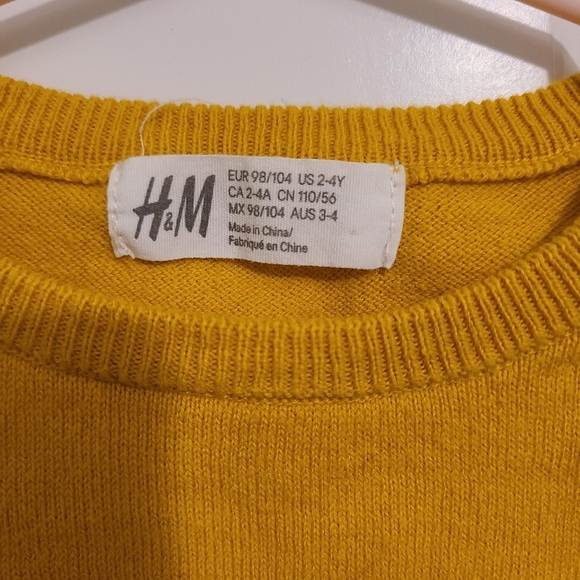 H&M
EUR 98/104 US 2-4Y
CA 2-4A CN 110/56
MX 98/104 AUS 3-4
Made in China/
Fabriqué en Chine